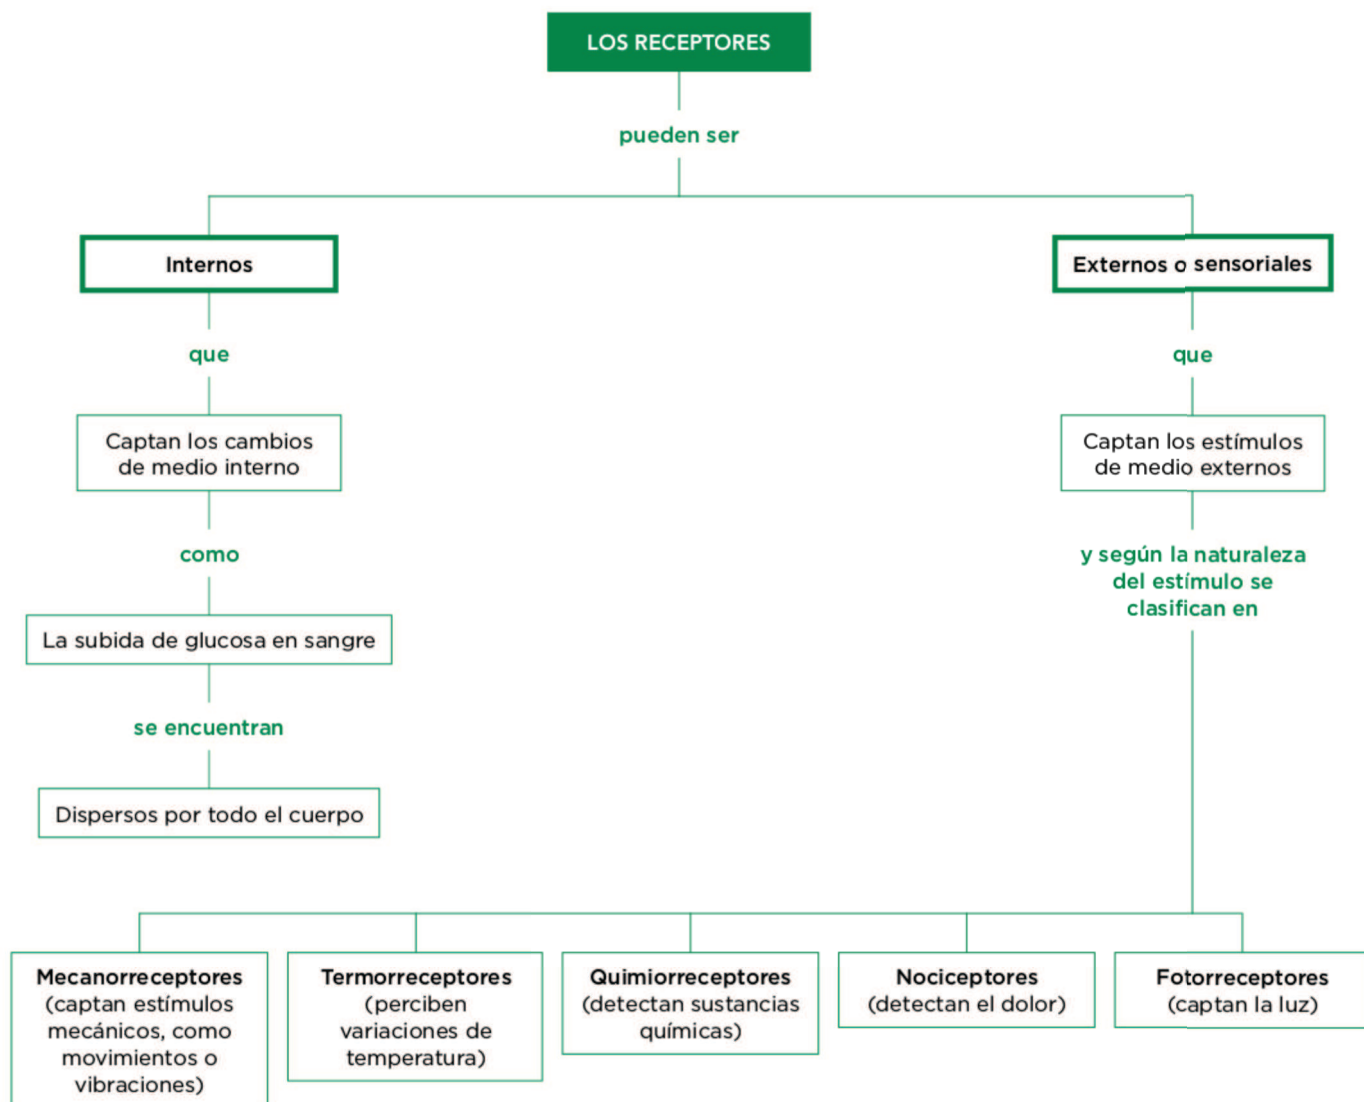 LOS RECEPTORES
pueden ser
Internos
Externos o sensoriales
que
que
Captan los cambios
de medio interno
Captan los estímulos
de medio externos
como
y según la naturaleza
del estímulo se
clasifican en
La subida de glucosa en sangre
se encuentran
Dispersos por todo el cuerpo
Mecanorreceptores
(captan estímulos
mecánicos, como
movimientos o
vibraciones)
Termorreceptores
(perciben
variaciones de
temperatura)
Quimiorreceptores
(detectan sustancias
químicas)
Nociceptores
(detectan el dolor)
Fotorreceptores
(captan la luz)